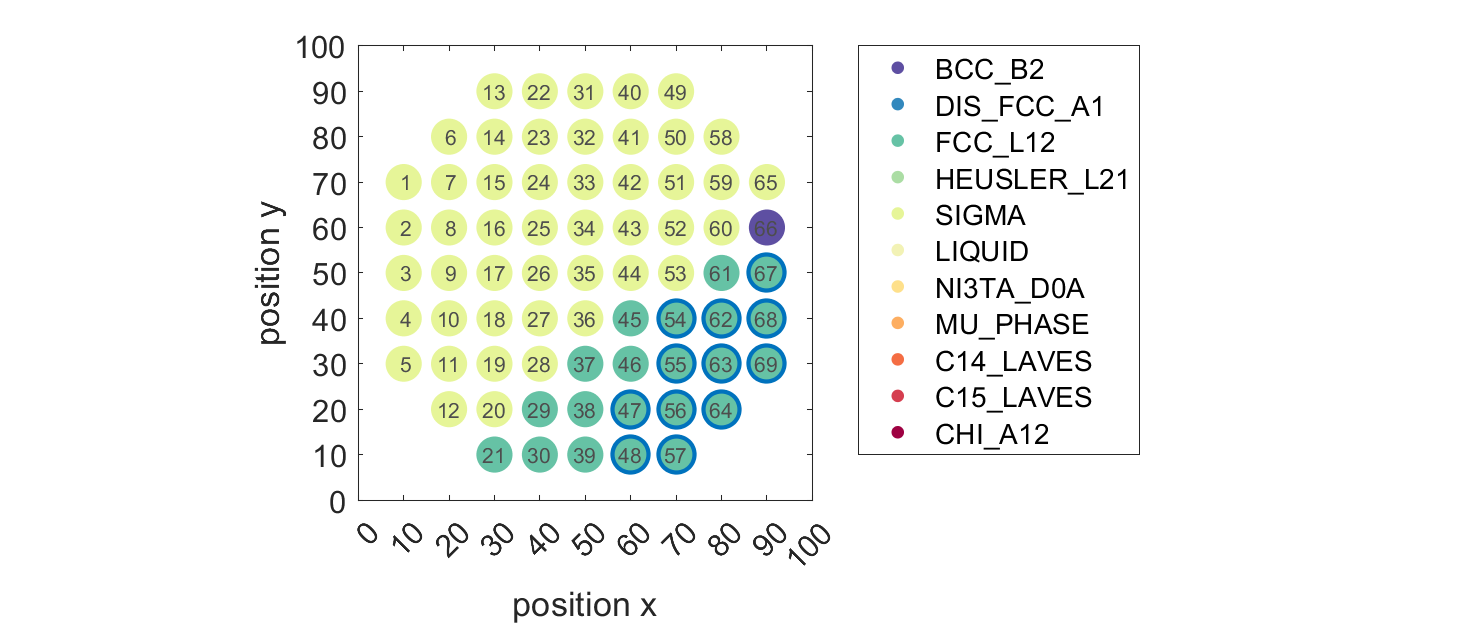 100
90
80
70
60
50
40
30
20
10
0
13 22 31 40 49
6 14 23 32 41 50 58
1 7 15 24 33 42 51 59 65
2 8 16 25 34 43 52 60 66
3 9 17 26 35 44 53 61 67
4 10 18 27 36 45 54 62 68
5 11 19 28 37 46 55 63 69
12 20 29 38 47 56 64
21 30 39 48 57
0 10 20 30 40 50 60 70 80 90 100
position x
position y
BCC_B2
DIS_FCC_A1
FCC_L12
HEUSLER_L21
SIGMA
LIQUID
NI3TA_D0A
MU_PHASE
C14_LAVES
C15_LAVES
CHI_A12